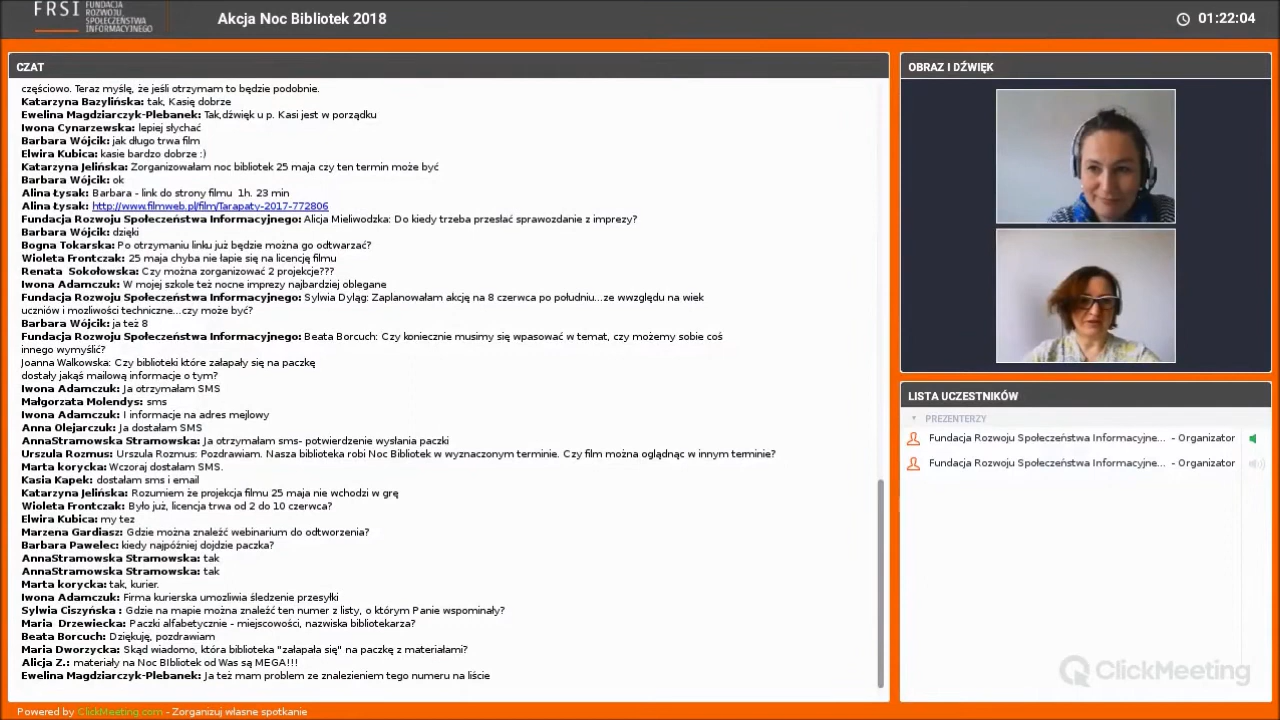 FRSI FUNDACJA
ROZWOJU
SPOŁECZEŃSTWA
INFORMACYJNEGO
Akcja Noc Bibliotek 2018
01:22:04
CZAT
częściowo. Teraz myślę, że jeśli otrzymam to będzie podobnie.
Katarzyna Bazylińska: tak, Kasię dobrze
Ewelina Magdziarczyk-Plebanek: Tak,dźwięk u p. Kasi jest w porządku
Iwona Cynarzewska: lepiej słychać
Barbara Wójcik: jak długo trwa film
Elwira Kubica: kasie bardzo dobrze :)
Katarzyna Jelińska: Zorganizowałam noc bibliotek 25 maja czy ten termin może być
Barbara Wójcik: ok
Alina Łysak: Barbara - link do strony filmu 1h. 23 min
Alina Łysak: http://www.filmweb.pl/film/Tarapaty-2017-772806
Fundacja Rozwoju Społeczeństwa Informacyjnego: Alicja Mieliwodzka: Do kiedy trzeba przesłać sprawozdanie z imprezy?
Barbara Wójcik: dzięki
Bogna Tokarska: Po otrzymaniu linku już będzie można go odtwarzać?
Wioleta Frontczak: 25 maja chyba nie łapie się na licencję filmu
Renata Sokołowska: Czy można zorganizować 2 projekcje???
Iwona Adamczuk: W mojej szkole też nocne imprezy najbardziej oblegane
Fundacja Rozwoju Społeczeństwa Informacyjnego: Sylwia Dyląg: Zaplanowałam akcję na 8 czerwca po południu...ze wwzględu na wiek
uczniów i mozliwości techniczne...czy może być?
Barbara Wójcik: ja też 8
Fundacja Rozwoju Społeczeństwa Informacyjnego: Beata Borcuch: Czy koniecznie musimy się wpasować w temat, czy możemy sobie coś
innego wymyślić?
Joanna Walkowska: Czy biblioteki które załapały się na paczkę
dostały jakąś mailową informacje o tym?
Iwona Adamczuk: Ja otrzymałam SMS
Małgorzata Molendys: sms
Iwona Adamczuk: I informacje na adres mejlowy
Anna Olejarczuk: Ja dostałam SMS
AnnaStramowska Stramowska: Ja otrzymałam sms- potwierdzenie wysłania paczki
Urszula Rozmus: Urszula Rozmus: Pozdrawiam. Nasza biblioteka robi Noc Bibliotek w wyznaczonym terminie. Czy film można oglądnąc w innym terminie?
Marta korycka: Wczoraj dostałam SMS.
Kasia Kapek: dostałam sms i email
Katarzyna Jelińska: Rozumiem że projekcja filmu 25 maja nie wchodzi w grę
Wioleta Frontczak: Było już, licencja trwa od 2 do 10 czerwca?
Elwira Kubica: my tez
Marzena Gardiasz: Gdzie można znaleźć webinarium do odtworzenia?
Barbara Pawelec: kiedy najpóżniej dojdzie paczka?
AnnaStramowska Stramowska: tak
AnnaStramowska Stramowska: tak
Marta korycka: tak, kurier.
Iwona Adamczuk: Firma kurierska umozliwia śledzenie przesyłki
Sylwia Ciszyńska : Gdzie na mapie można znaleźć ten numer z listy, o którym Panie wspominały?
Maria Drzewiecka: Paczki alfabetycznie - miejscowości, nazwiska bibliotekarza?
Beata Borcuch: Dziękuję, pozdrawiam
Maria Dworzycka: Skąd wiadomo, która biblioteka "załapała się" na paczkę z materiałami?
Alicja Z.: materiały na Noc BIbliotek od Was są MEGA!!!
Ewelina Magdziarczyk-Plebanek: Ja też mam problem ze znalezieniem tego numeru na liście
OBRAZ I DŹWIĘK
LISTA UCZESTNIKÓW
PREZENTERZY
Fundacja Rozwoju Społeczeństwa Informacyjne... - Organizator
Fundacja Rozwoju Społeczeństwa Informacyjne... - Organizator
ClickMeeting
Powered by ClickMeeting.com - Zorganizuj własne spotkanie